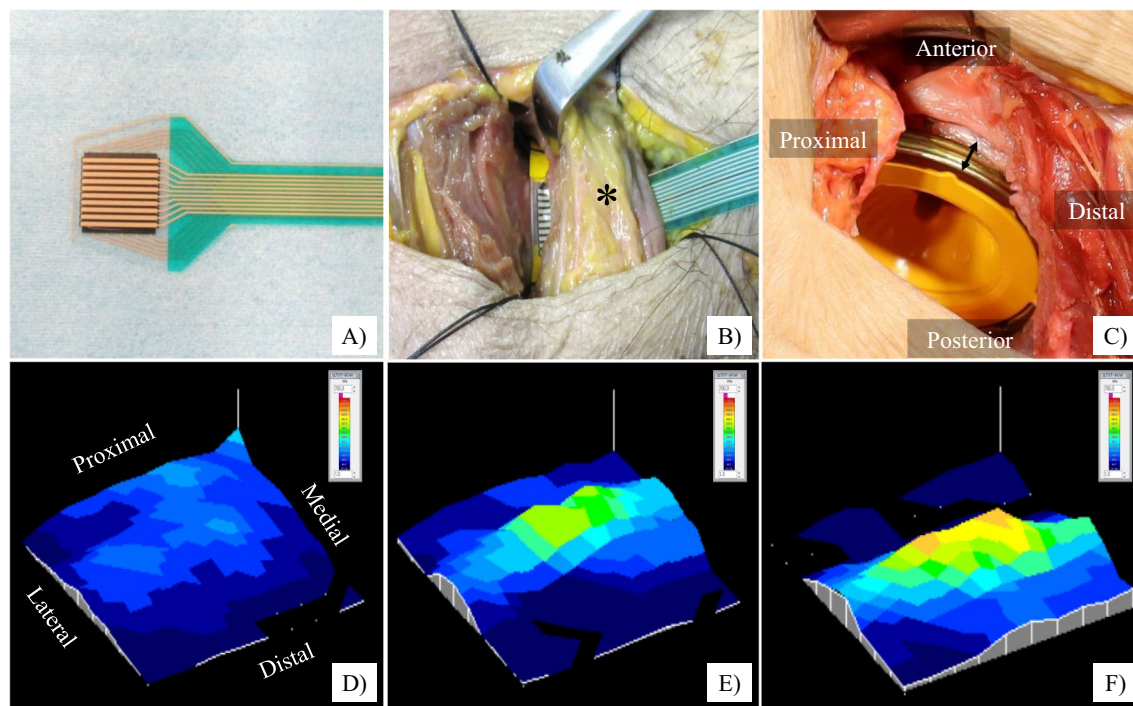 A)
*
B)
Anterior
Proximal
Distal
Posterior
C)
Proximal
Medial
Lateral
Distal
D)
E)
F)